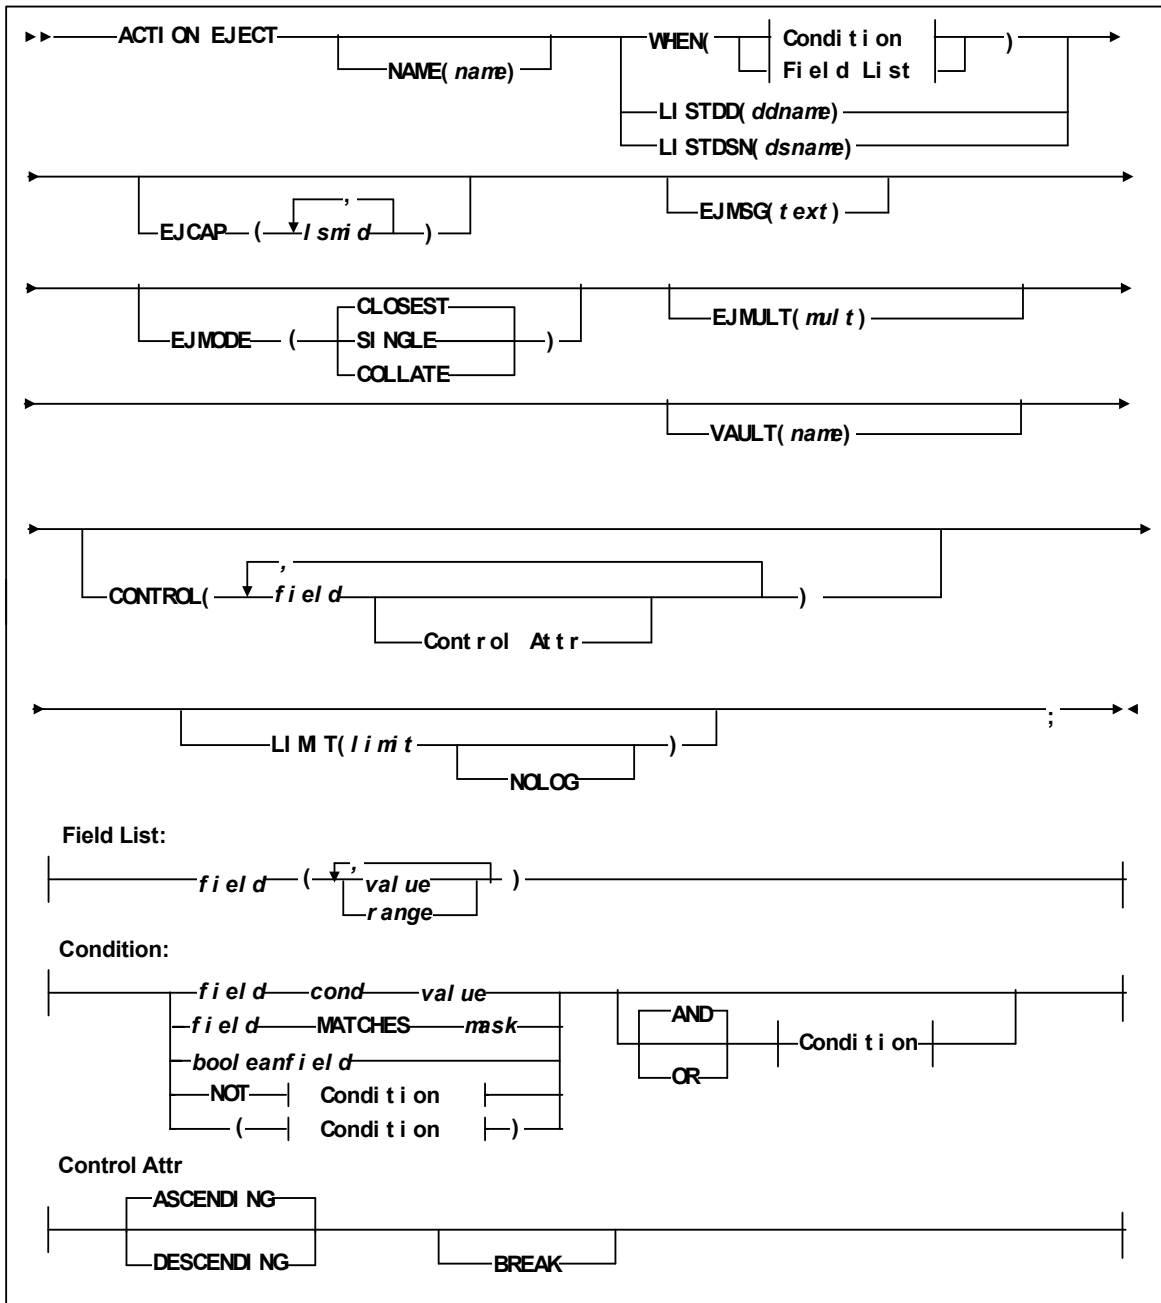 ACTION EJECT
NAME(name)
WHEN( Condition )
Field List
LISTDD(ddname)
LISTDSN(dsname)
,
EJCAP ( lsmid )
EJMSG(text)
CLOSEST
EJMODE ( SINGLE )
COLLATE
EJMULT(mult)
VAULT(name)
,
CONTROL( field )
Control Attr
;
LIMIT(limit )
NOLOG
Field List:
,
field ( value )
range
Condition:
field cond value
field MATCHES mask
booleanfield
NOT Condition
( Condition )
AND
Condition
OR
Control Attr
ASCENDING
DESCENDING
BREAK